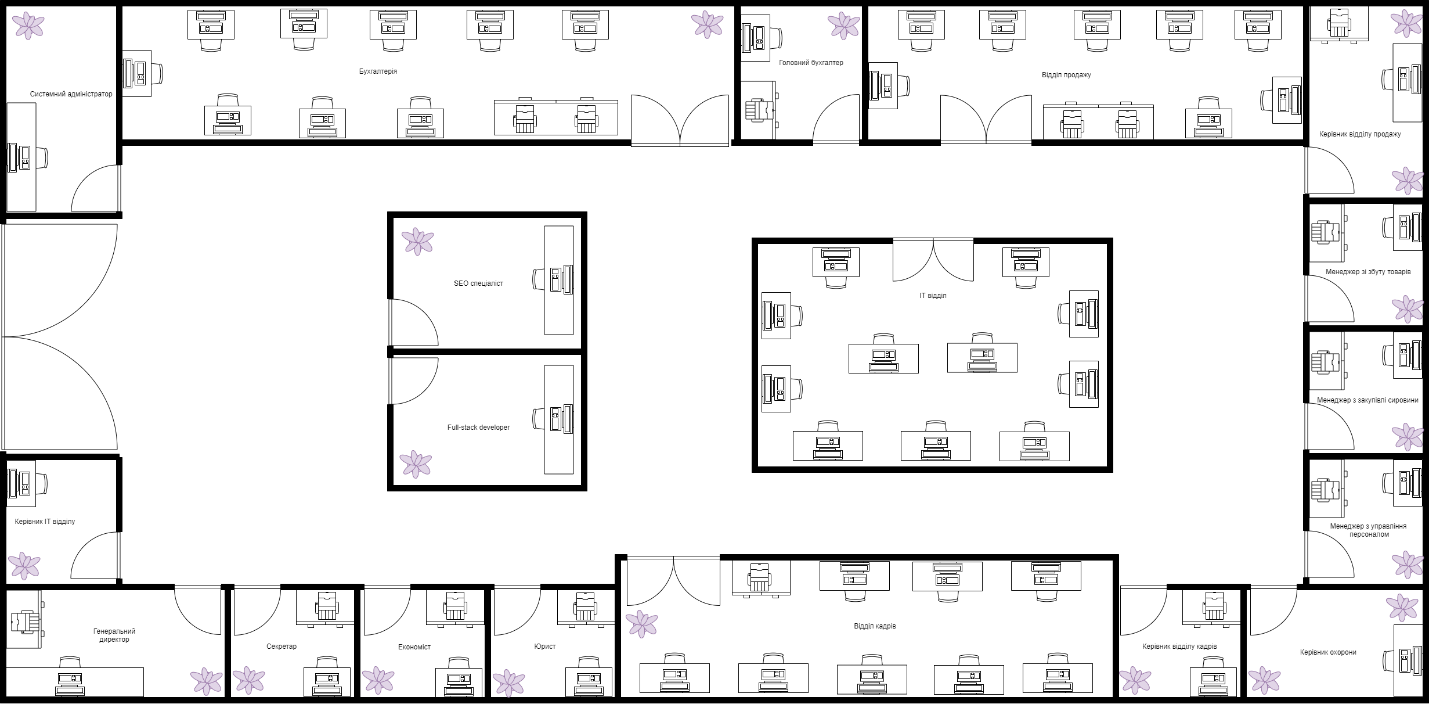 Системний адміністратор
Бухгалтерія
Головний бухгалтер
Відділ продажу
Керівник відділу продажу
SEO спеціаліст
Full-stack developer
ІТ відділ
Менеджер зі збуту товарів
Менеджер з закупівлі сировини
Менеджер з управління
персоналом
Керівник ІТ відділу
Генеральний
директор
Секретар
Економіст
Юрист
Відділ кадрів
Керівник відділу кадрів
Керівник охорони